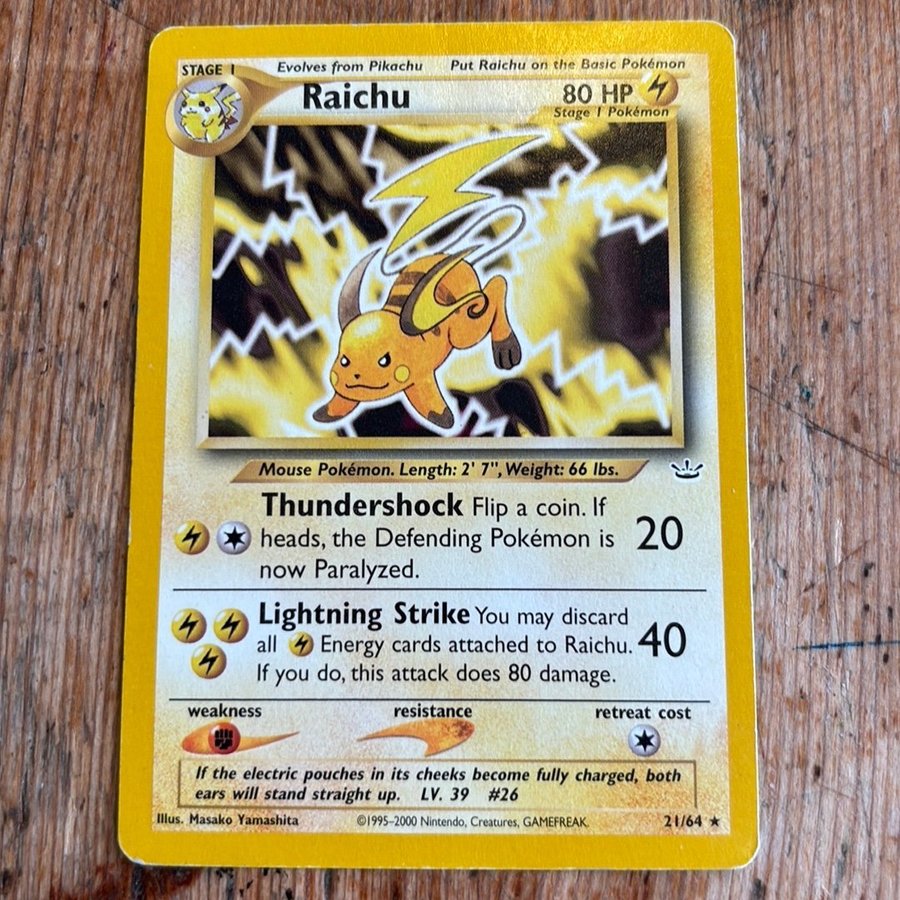 STAGE 1 Evolves from Pikachu Put Raichu on the Basic Pokémon
Raichu 80 HP
Stage 1 Pokémon
Mouse Pokémon. Length: 2' 7", Weight: 66 lbs.
Thundershock Flip a coin. If
heads, the Defending Pokémon is 20
now Paralyzed.
Lightning Strike You may discard
all Energy cards attached to Raichu. 40
If you do, this attack does 80 damage.
weakness resistance retreat cost
If the electric pouches in its cheeks become fully charged, both
ears will stand straight up. LV. 39 #26
Illus. Masako Yamashita ©1995-2000 Nintendo, Creatures, GAMEFREAK. 21/64 ★